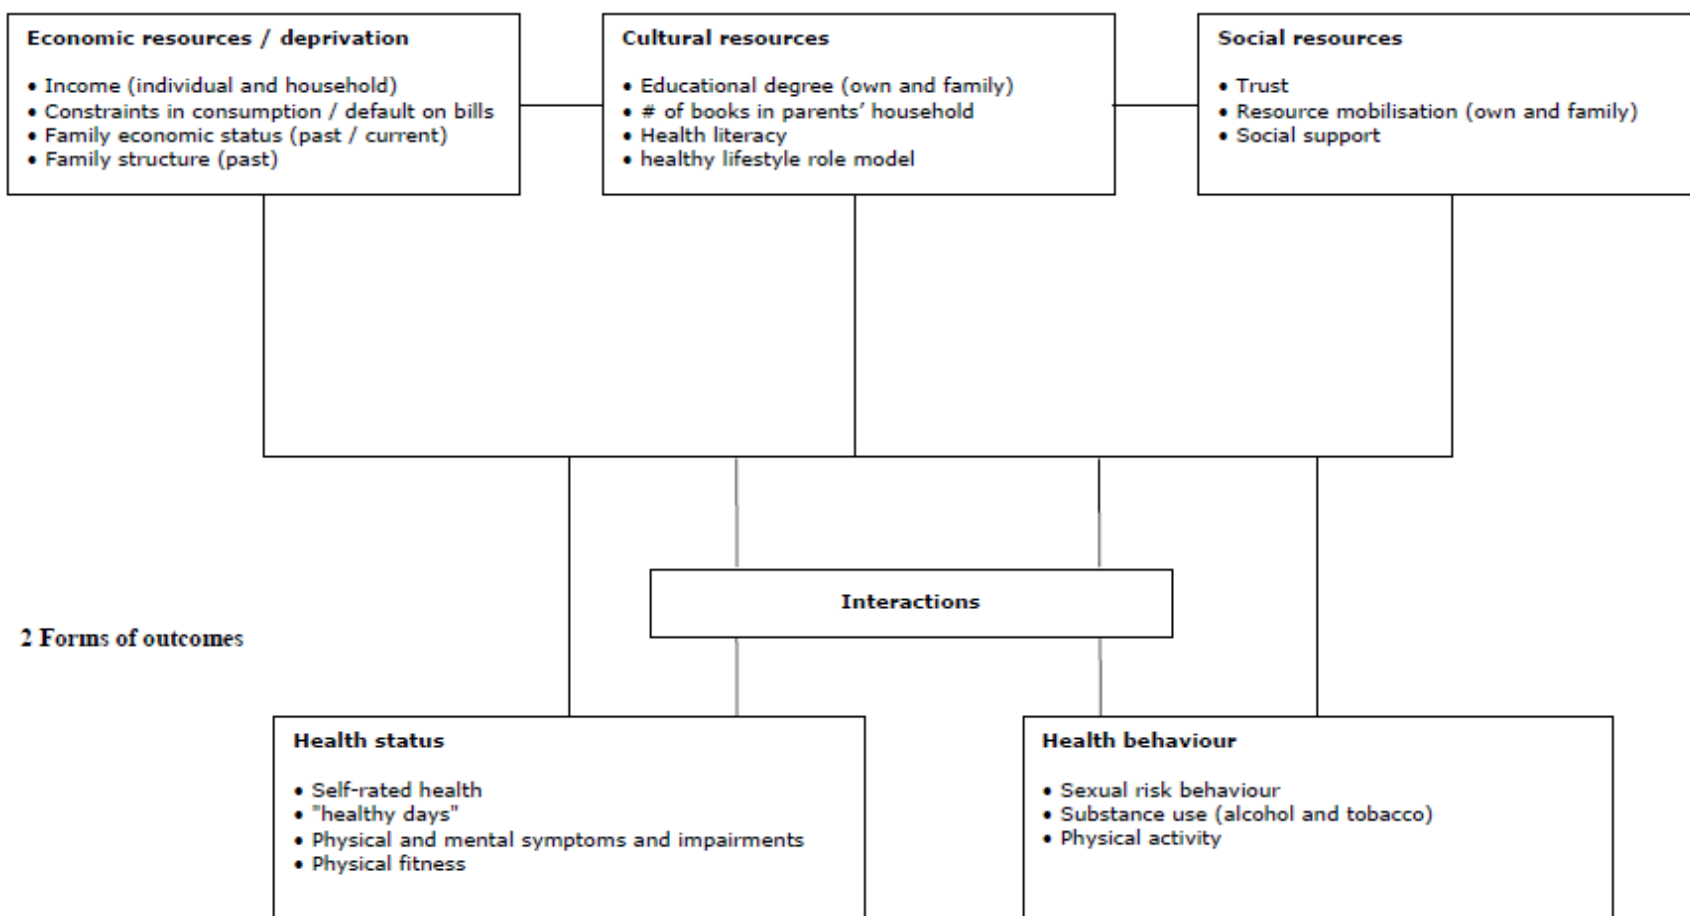 Economic resources / deprivation
• Income (individual and household)
• Constraints in consumption / default on bills
• Family economic status (past / current)
• Family structure (past)
Cultural resources
• Educational degree (own and family)
• # of books in parents’ household
• Health literacy
• healthy lifestyle role model
Social resources
• Trust
• Resource mobilisation (own and family)
• Social support
Interactions
2 Forms of outcomes
Health status
• Self-rated health
• "healthy days"
• Physical and mental symptoms and impairments
• Physical fitness
Health behaviour
• Sexual risk behaviour
• Substance use (alcohol and tobacco)
• Physical activity